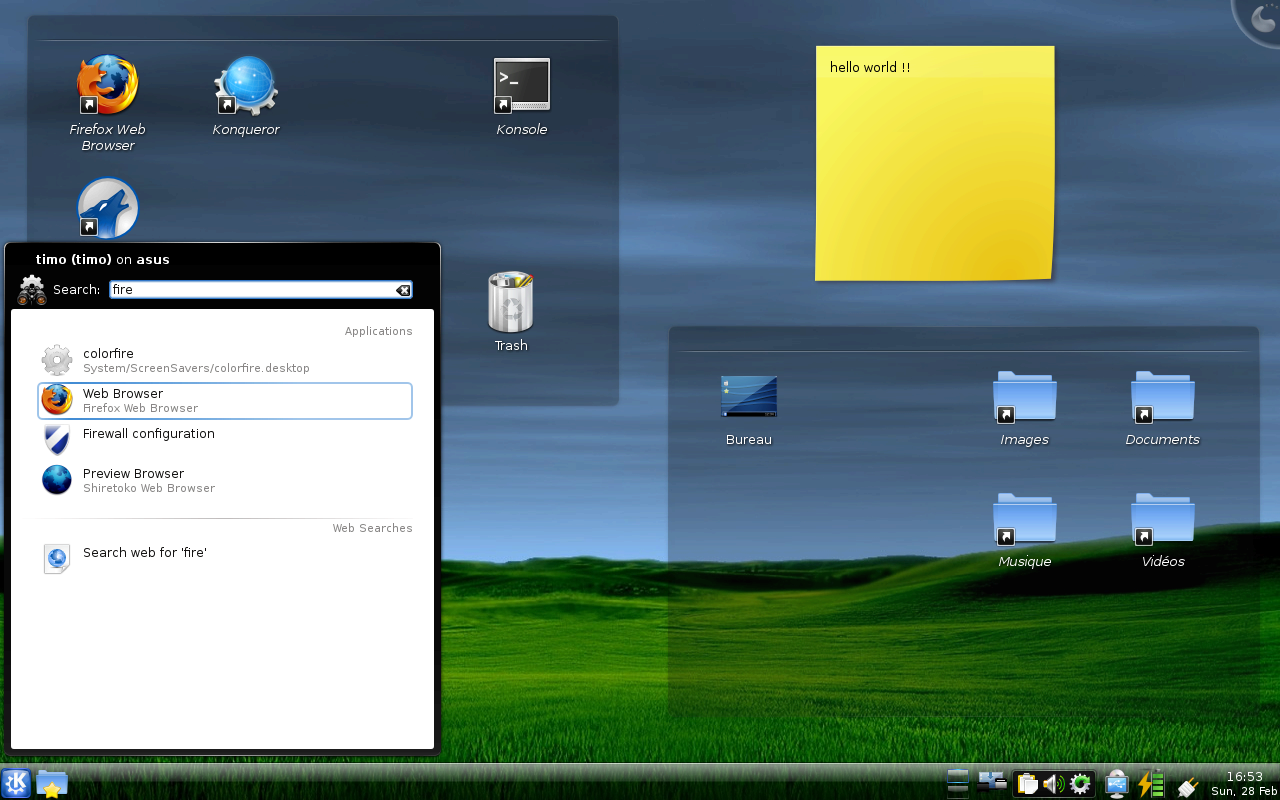 Firefox Web
Browser
Konqueror
Konsole
>_
hello world !!
timo (timo) on asus
Search: fire
Applications
colorfire
System/ScreenSavers/colorfire.desktop
Web Browser
Firefox Web Browser
Firewall configuration
Preview Browser
Shiretoko Web Browser
Web Searches
Search web for 'fire'
Trash
Bureau
Images
Documents
Musique
Vidéos
16:53
Sun, 28 Feb